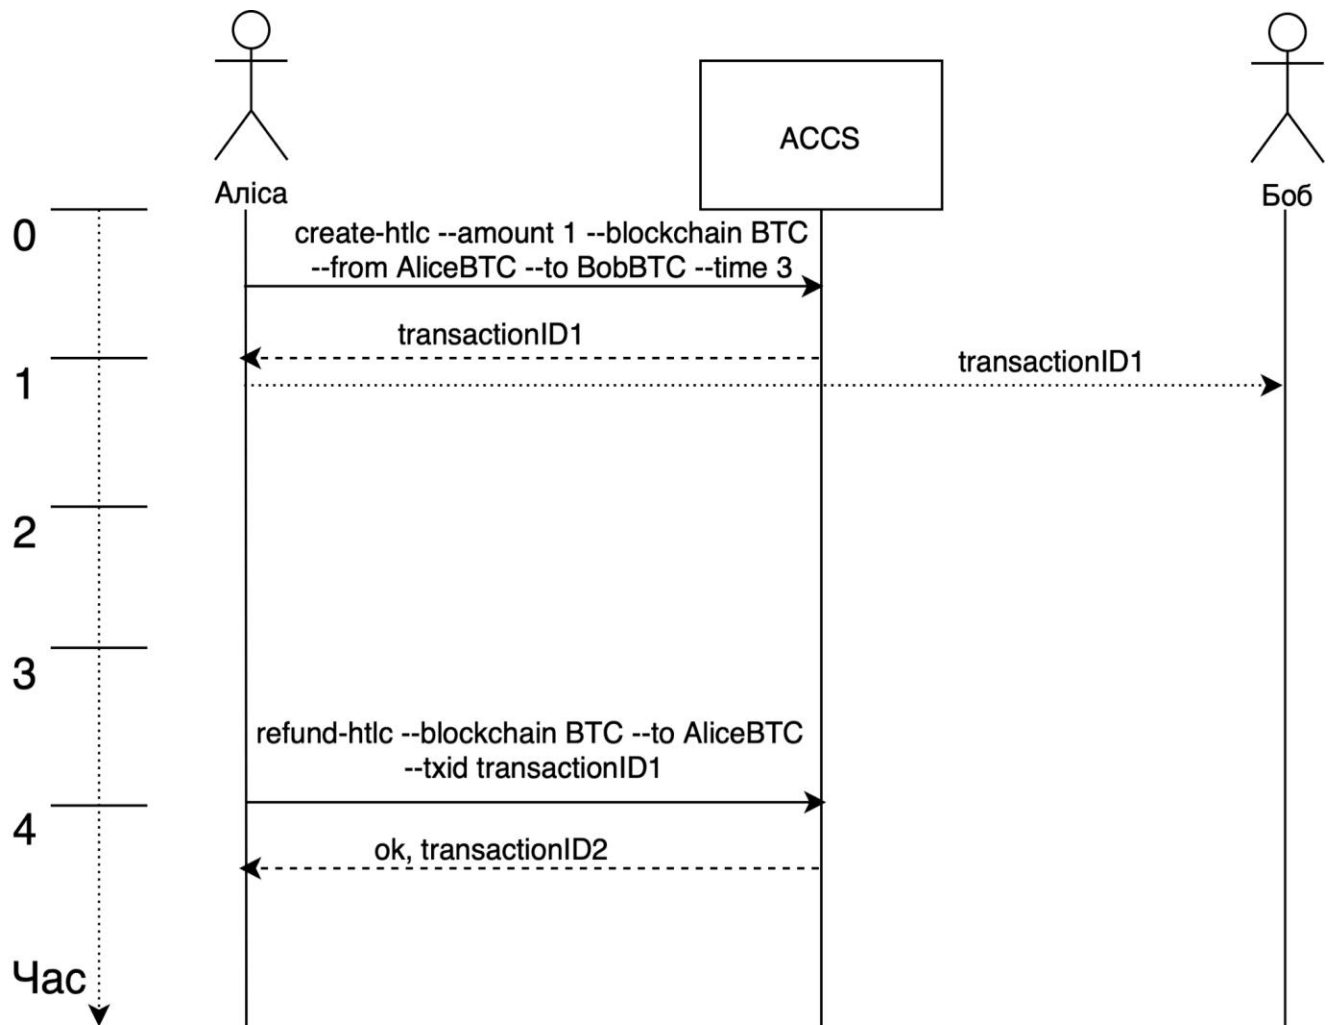 ACCS
Аліса
Боб
0
create-htlc --amount 1 --blockchain BTC
--from AliceBTC --to BobBTC --time 3
transactionID1
transactionID1
1
2
3
refund-htlc --blockchain BTC --to AliceBTC
--txid transactionID1
4
ok, transactionID2
Час